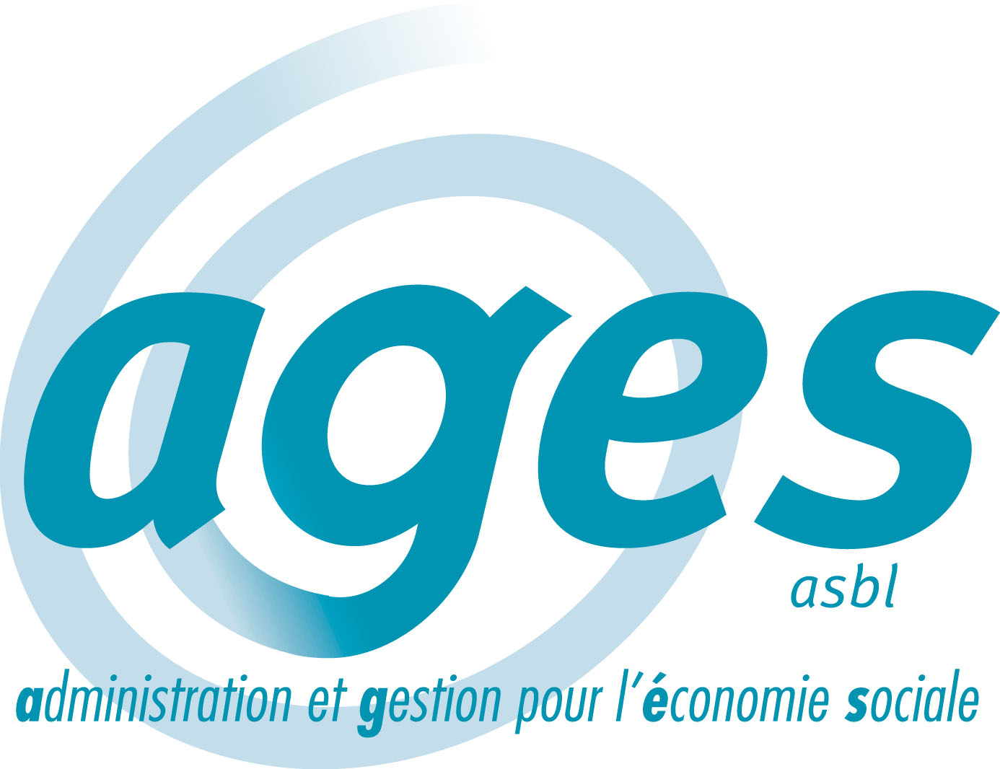 ages
asbl
administration et gestion pour l'économie sociale